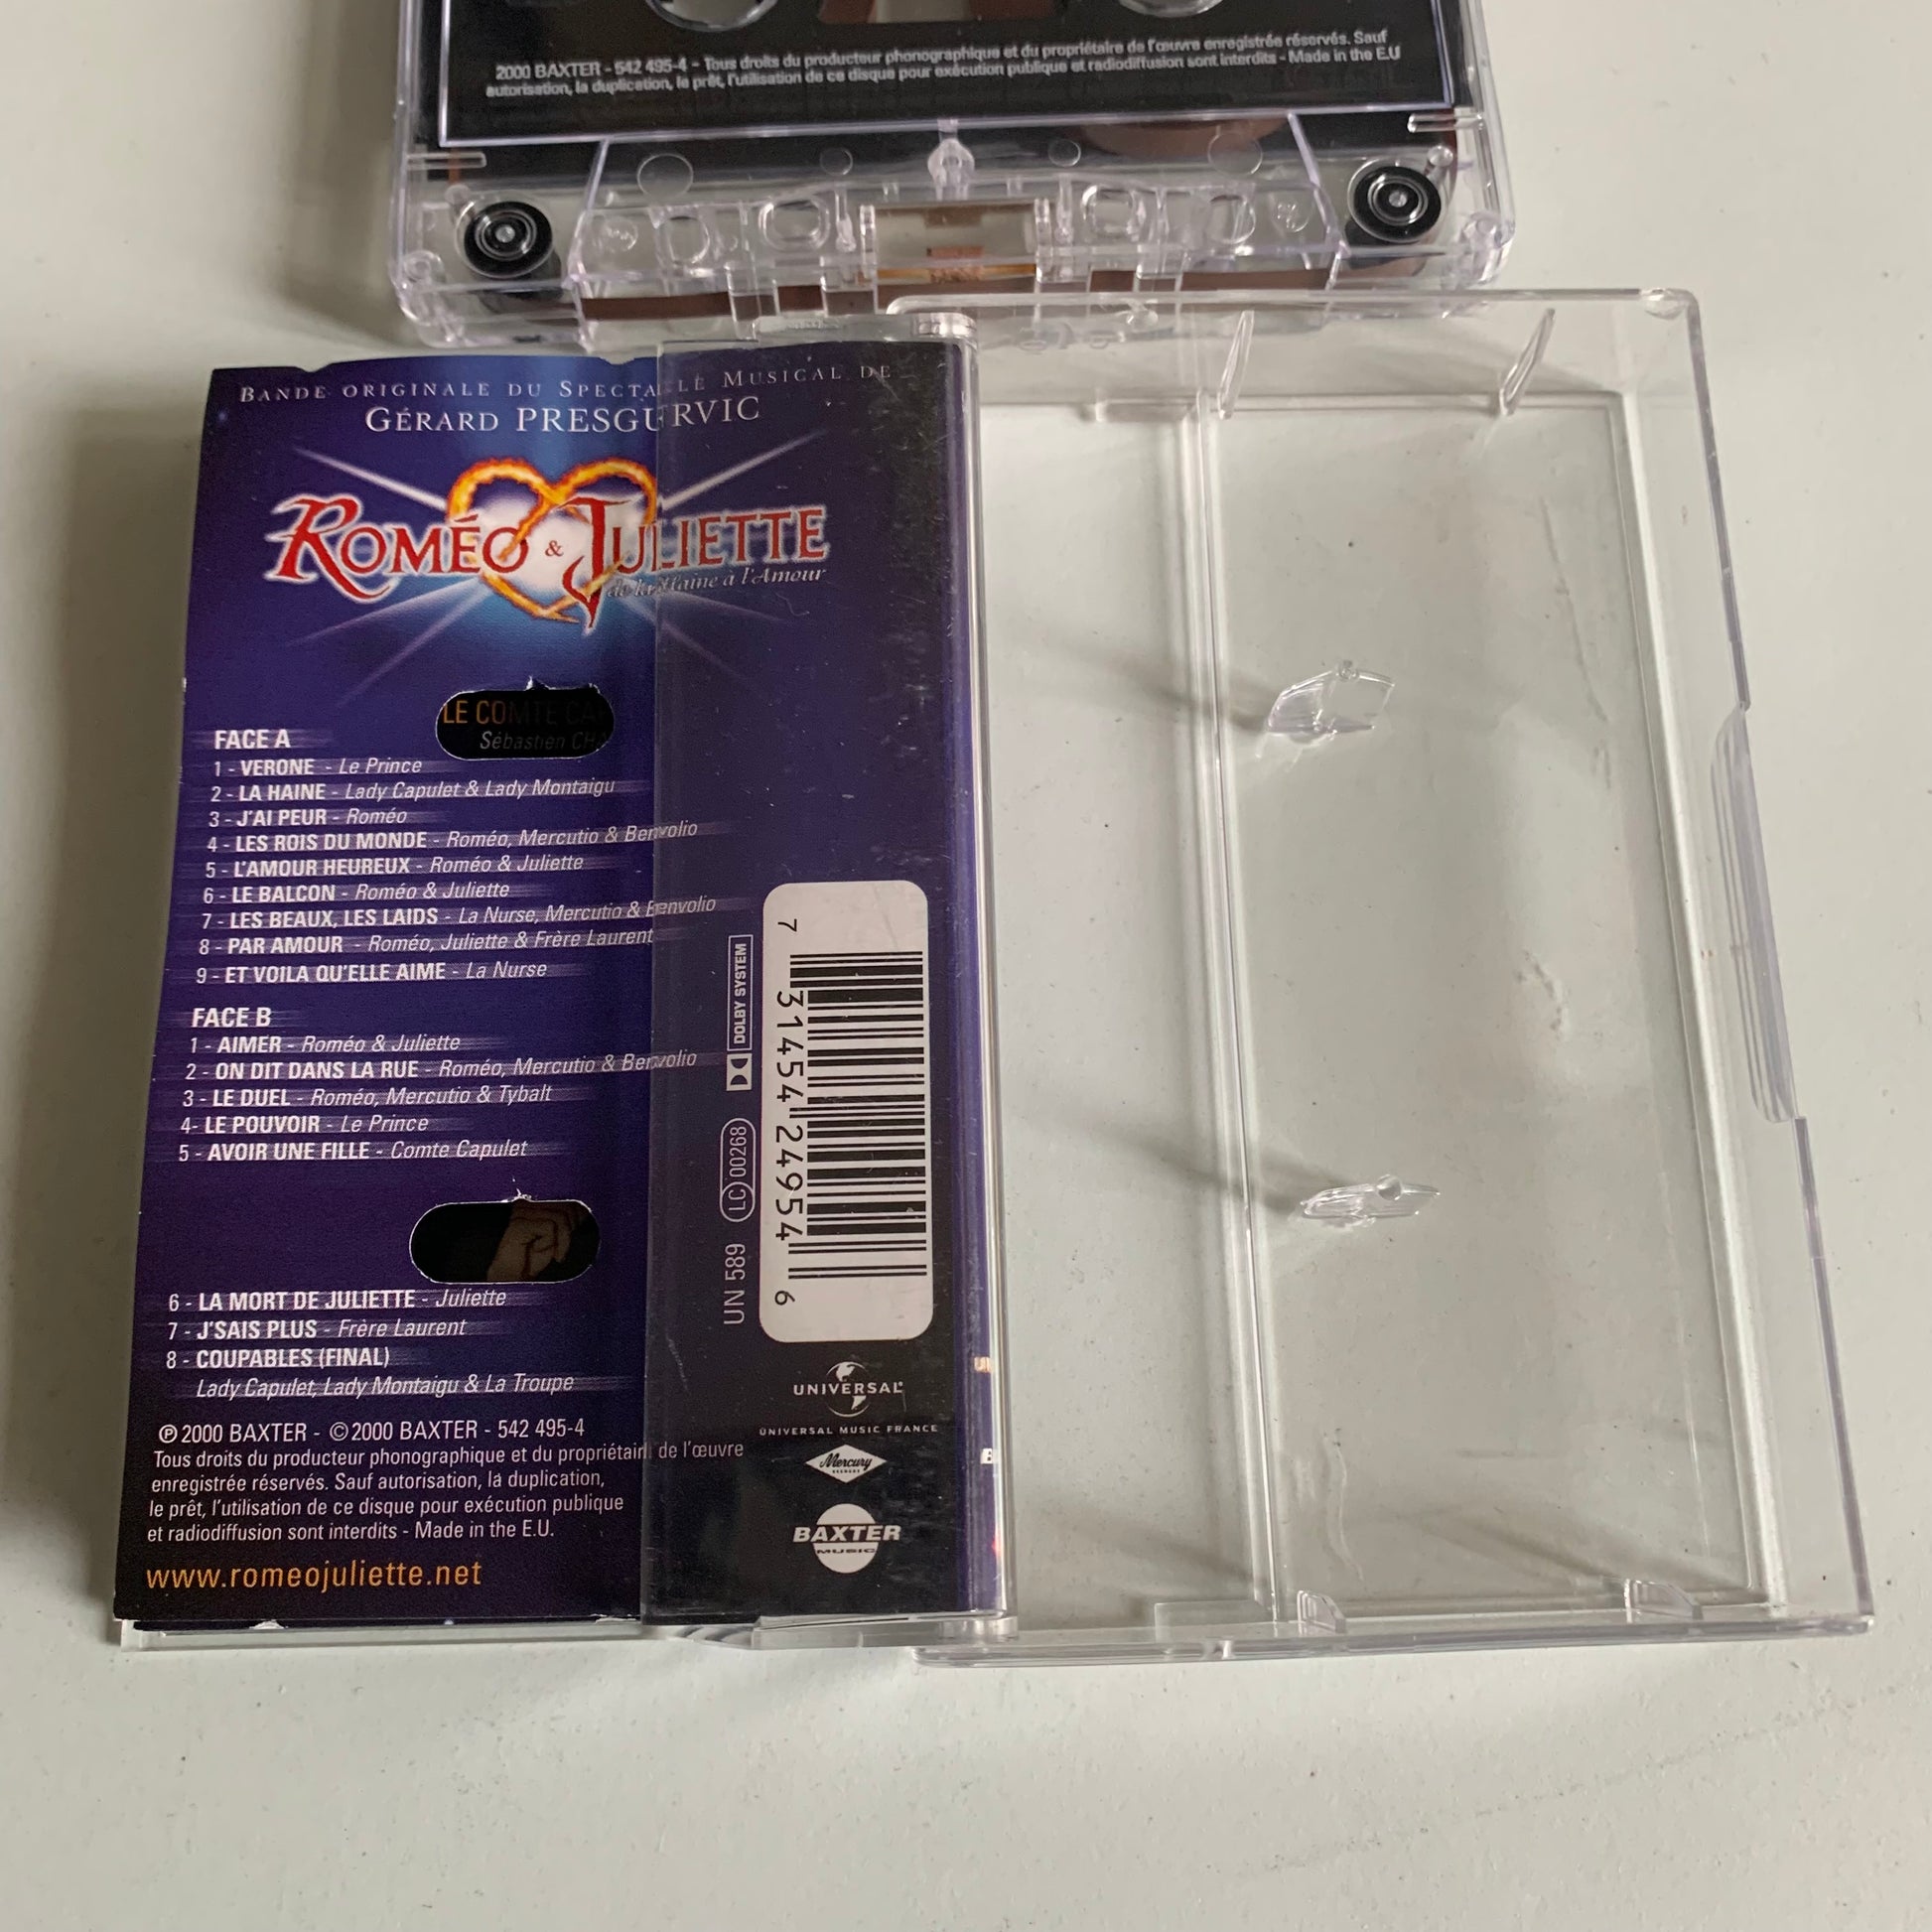 2000 BAXTER - 542 495-4 - Tous droits du producteur phonographique et du propriétaire de l'œuvre enregistrée réservés. Sauf
autorisation, la duplication, le prêt, l'utilisation de ce disque pour exécution publique et radiodiffusion sont interdits - Made in the E.U
BANDE ORIGINALE DU SPECTACLE MUSICAL DE
GÉRARD PRESGURVIC
ROMÉO & JULIETTE
de la Haine à l'Amour
LE COMTE CA
Sébastien CHA
FACE A
1 - VERONE - Le Prince
2 - LA HAINE - Lady Capulet & Lady Montaigu
3 - J'AI PEUR - Roméo
4 - LES ROIS DU MONDE - Roméo, Mercutio & Benvolio
5 - L'AMOUR HEUREUX - Roméo & Juliette
6 - LE BALCON - Roméo & Juliette
7 - LES BEAUX, LES LAIDS - La Nurse, Mercutio & Benvolio
8 - PAR AMOUR - Roméo, Juliette & Frère Laurent
9 - ET VOILA QU'ELLE AIME - La Nurse
FACE B
1 - AIMER - Roméo & Juliette
2 - ON DIT DANS LA RUE - Roméo, Mercutio & Benvolio
3 - LE DUEL - Roméo, Mercutio & Tybalt
4- LE POUVOIR - Le Prince
5 - AVOIR UNE FILLE - Comte Capulet
6 - LA MORT DE JULIETTE - Juliette
7 - J'SAIS PLUS - Frère Laurent
8 - COUPABLES (FINAL)
Lady Capulet, Lady Montaigu & La Troupe
℗ 2000 BAXTER - © 2000 BAXTER - 542 495-4
Tous droits du producteur phonographique et du propriétaire de l'œuvre
enregistrée réservés. Sauf autorisation, la duplication,
le prêt, l'utilisation de ce disque pour exécution publique
et radiodiffusion sont interdits - Made in the E.U.
www.romeojuliette.net
DOLBY SYSTEM
LC 00268
UN 589
7 31454 24954 6
UNIVERSAL
UNIVERSAL MUSIC FRANCE
Mercury
RECORDS
BAXTER
MUSIC